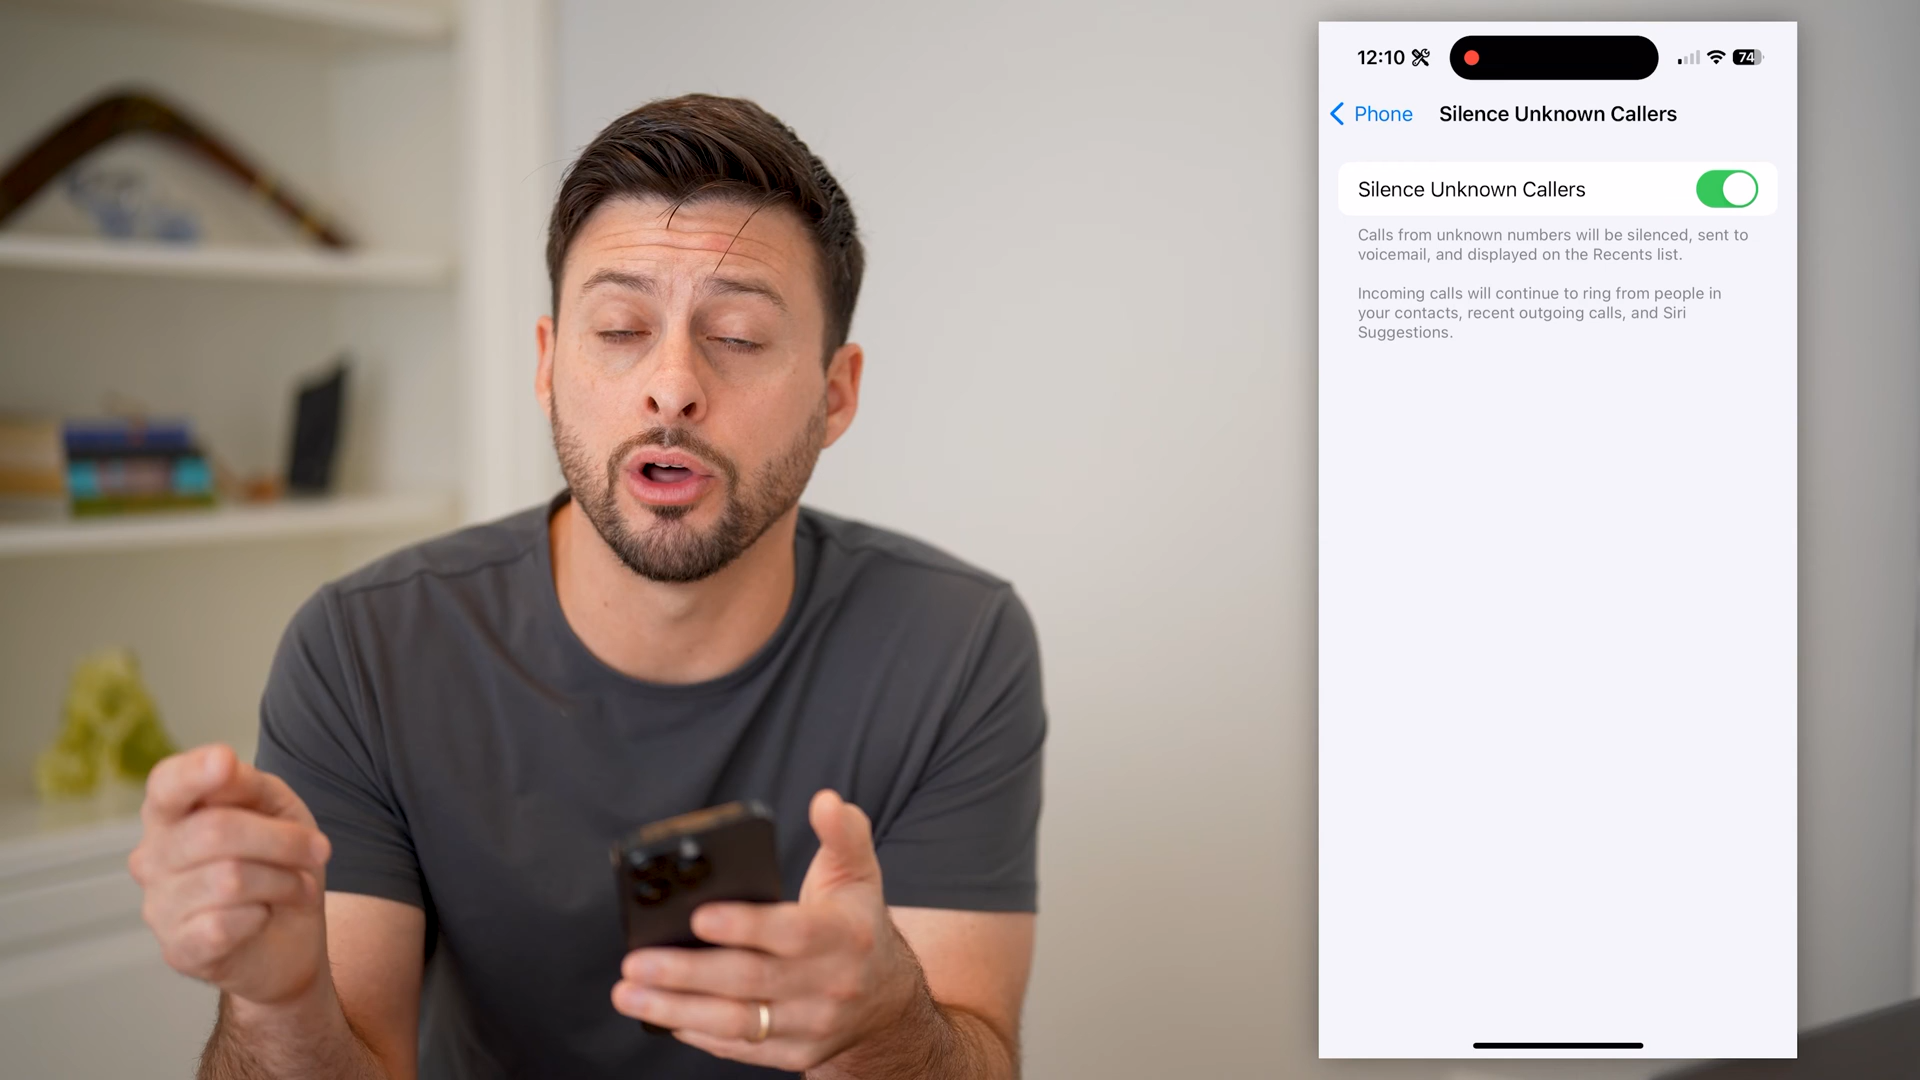 12:10
74
Phone
Silence Unknown Callers
Silence Unknown Callers
Calls from unknown numbers will be silenced, sent to
voicemail, and displayed on the Recents list.
Incoming calls will continue to ring from people in
your contacts, recent outgoing calls, and Siri
Suggestions.